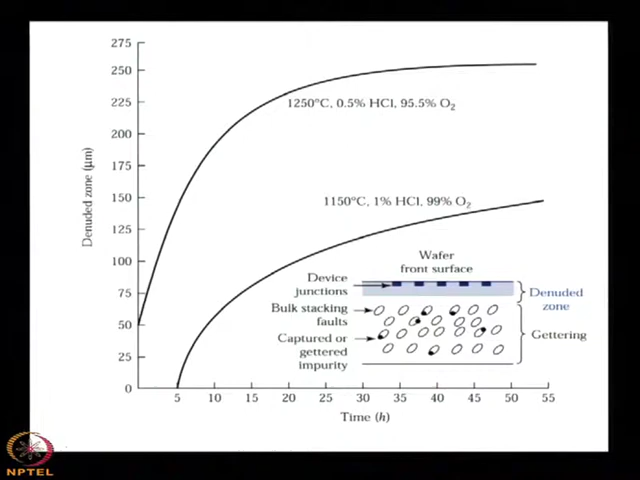 275
250
225
200
175
150
125
100
75
50
25
0
Denuded zone (μm)
1250°C, 0.5% HCl, 95.5% O₂
1150°C, 1% HCl, 99% O₂
Wafer
front surface
Device
junctions
Bulk stacking
faults
Captured or
gettered
impurity
Denuded
zone
Gettering
5 10 15 20 25 30 35 40 45 50 55
Time (h)
NPTEL